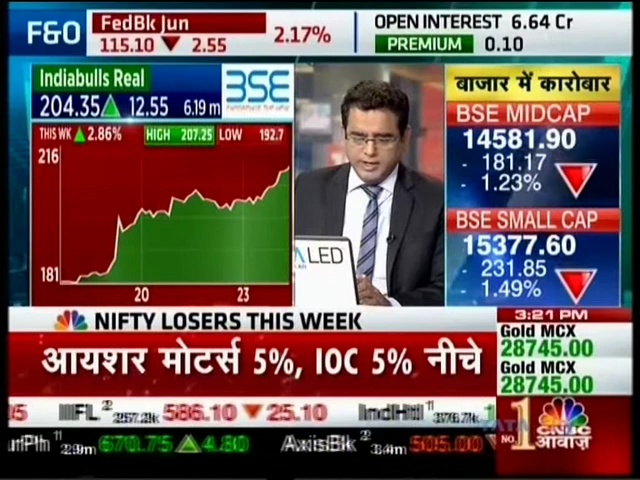 F&O
FedBk Jun
115.10 2.55
2.17%
OPEN INTEREST 6.64 Cr
PREMIUM 0.10
Indiabulls Real
204.35 12.55 6.19 m
BSE
THIS WK 2.86% HIGH 207.25 LOW 192.7
216
181
20 23
LED
बाजार में कारोबार
BSE MIDCAP
14581.90
- 181.17
- 1.23%
BSE SMALL CAP
15377.60
- 231.85
- 1.49%
NIFTY LOSERS THIS WEEK
आयशर मोटर्स 5%, IOC 5% नीचे
3:21 PM
Gold MCX
28745.00
Gold MCX
28745.00
IIFL 586.10 25.10 IndHtl
670.75 4.80 AxisBk 505.00
NO. 1
CNBC
आवाज़